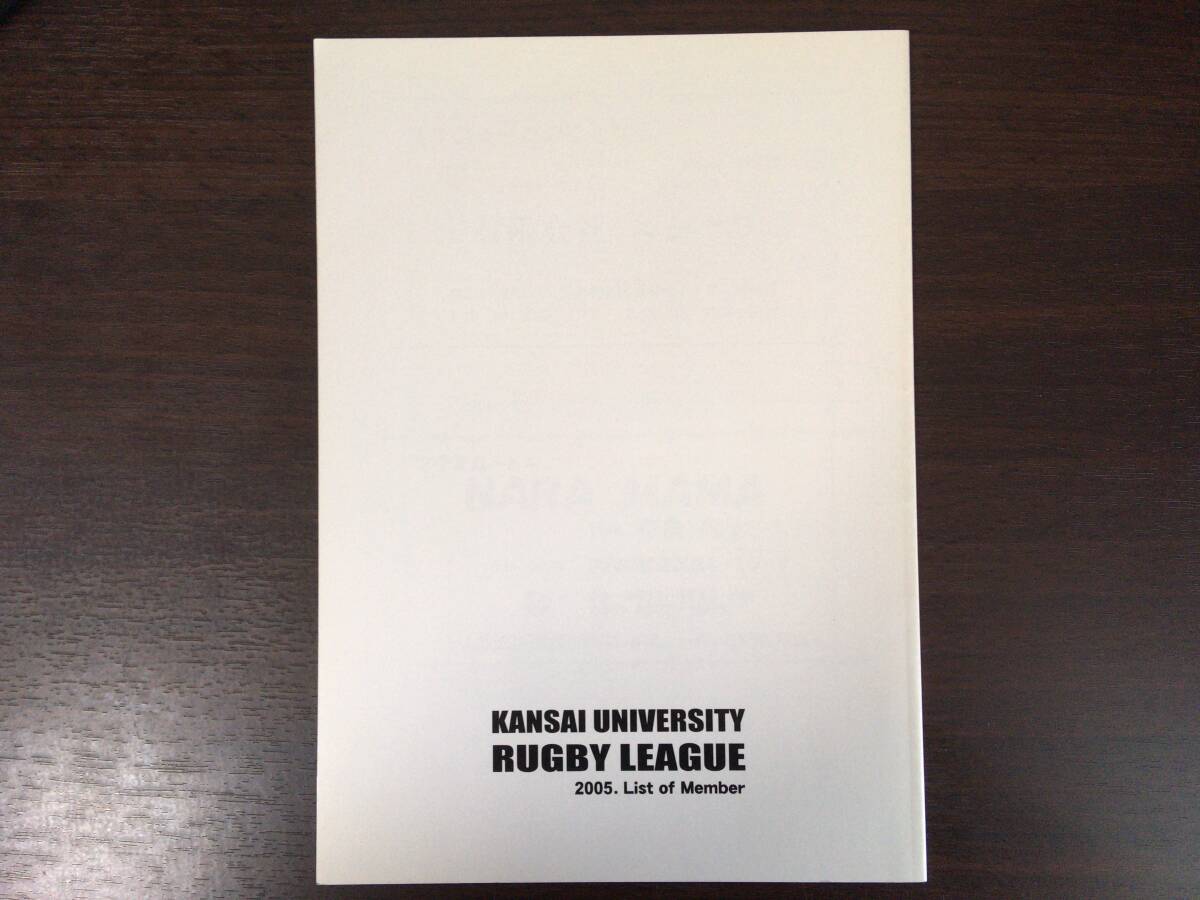 KANSAI UNIVERSITY
RUGBY LEAGUE
2005. List of Member